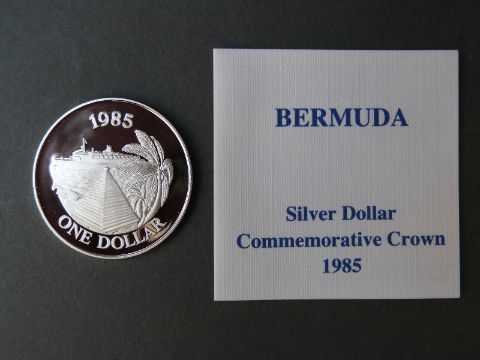 1985
ONE DOLLAR
BERMUDA
Silver Dollar
Commemorative Crown
1985